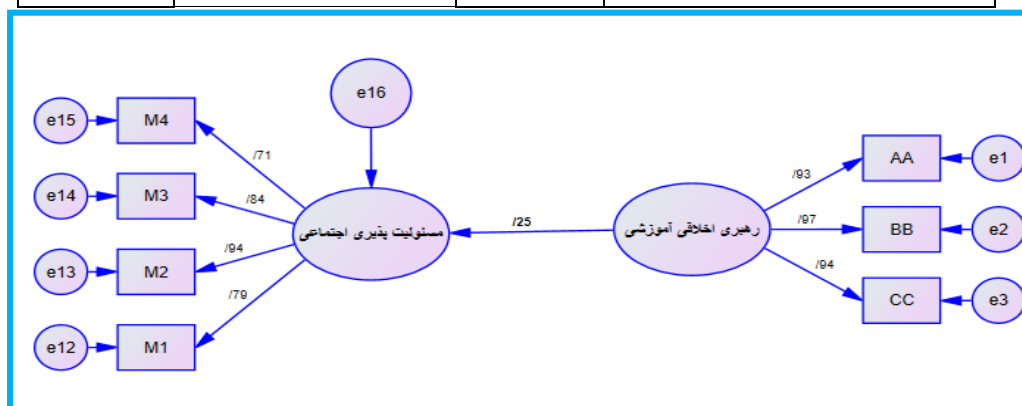 e16
e15
M4
/71
AA
e1
/93
e14
M3
/84
مسئولیت پذیری اجتماعی
/25
رهبری اخلاقی آموزشی
/97
BB
e2
/94
e13
M2
/94
CC
e3
/79
e12
M1